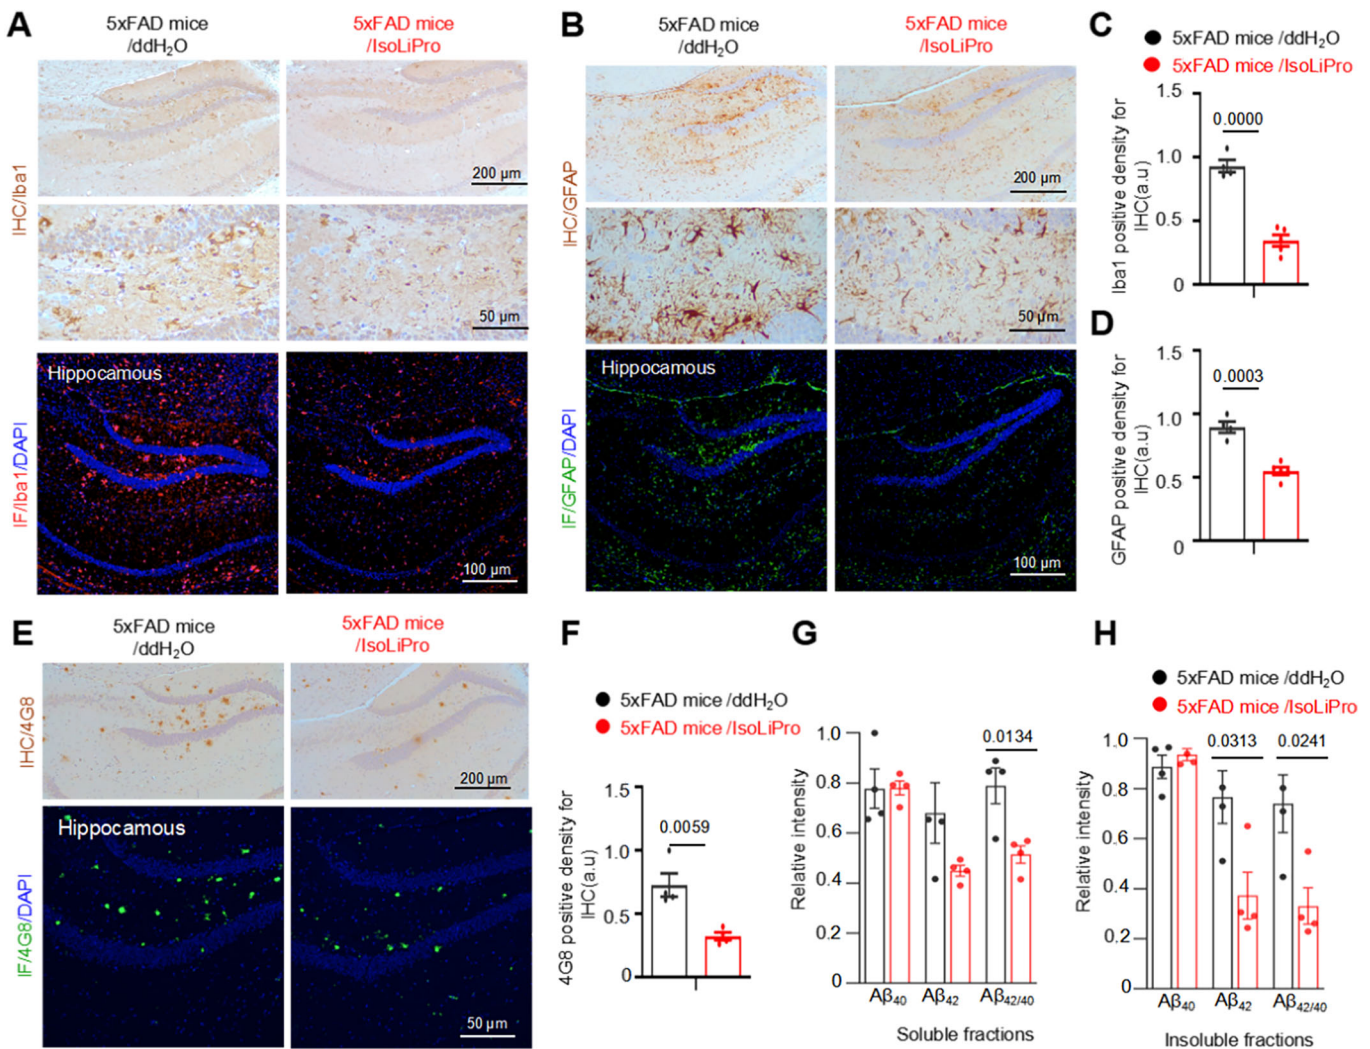 A
5xFAD mice
/ddH₂O
5xFAD mice
/IsoLiPro
IHC/Iba1
200 µm
50 µm
IF/Iba1/DAPI
Hippocamous
100 µm
B
5xFAD mice
/ddH₂O
5xFAD mice
/IsoLiPro
IHC/GFAP
200 µm
50 µm
IF/GFAP/DAPI
Hippocamous
100 µm
C
5xFAD mice /ddH₂O
5xFAD mice /IsoLiPro
Iba1 positive density for
IHC(a.u)
1.5
1.0
0.5
0
0.0000
D
GFAP positive density for
IHC(a.u)
1.5
1.0
0.5
0
0.0003
E
5xFAD mice
/ddH₂O
5xFAD mice
/IsoLiPro
IHC/4G8
200 µm
IF/4G8/DAPI
Hippocamous
50 µm
F
5xFAD mice/ddH₂O
5xFAD mice /IsoLiPro
4G8 positive density for
IHC(a.u)
1.5
1.0
0.5
0
0.0059
G
Relative intensity
1.0
0.8
0.6
0.4
0.2
0
0.0134
Aβ₄₀
Aβ₄₂
Aβ₄₂/₄₀
Soluble fractions
H
5xFAD mice/ddH₂O
5xFAD mice /IsoLiPro
Relative intensity
1.0
0.8
0.6
0.4
0.2
0
0.0313
0.0241
Aβ₄₀
Aβ₄₂
Aβ₄₂/₄₀
Insoluble fractions